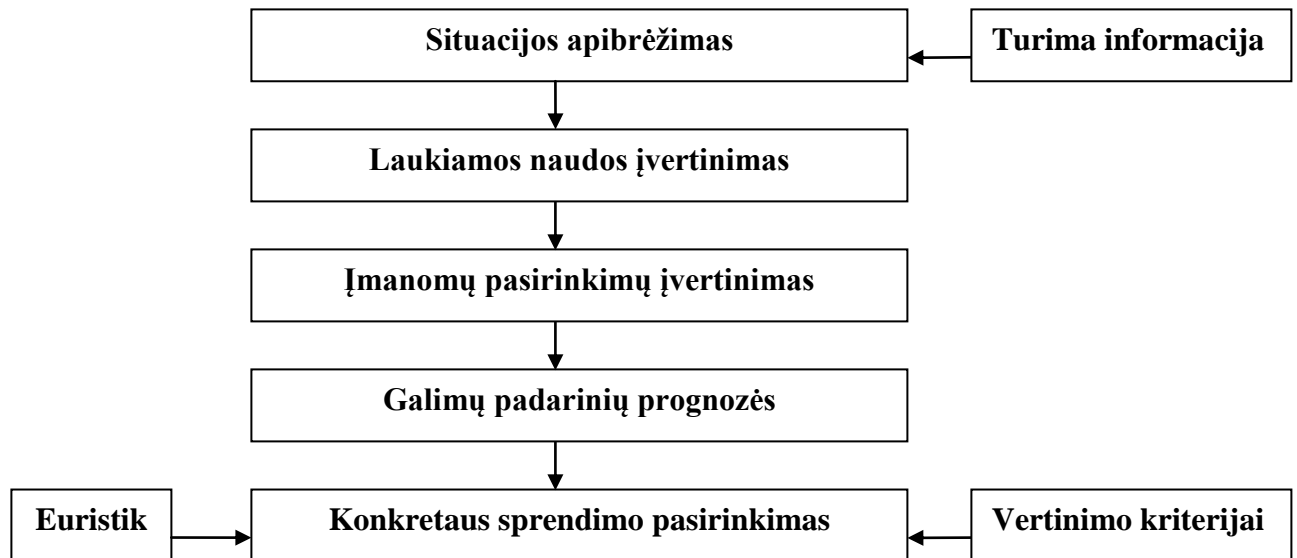 Situacijos apibrėžimas
Turima informacija
Laukiamos naudos įvertinimas
Įmanomų pasirinkimų įvertinimas
Galimų padarinių prognozės
Euristik
Konkretaus sprendimo pasirinkimas
Vertinimo kriterijai